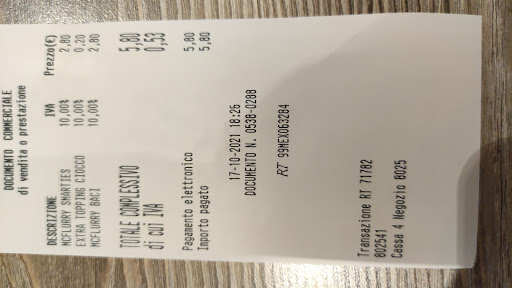 DOCUMENTO COMMERCIALE
di vendita o prestazione
DESCRIZIONE IVA Prezzo(€)
MCFLURRY SMARTIES 10,00% 2,80
EXTRA TOPPING CIOCCO 10,00% 0,20
MCFLURRY BACI 10,00% 2,80
TOTALE COMPLESSIVO 5,80
di cui IVA 0,53
Pagamento elettronico 5,80
Importo pagato 5,80
17-10-2021 18:26
DOCUMENTO N. 0538-0288
RT 99MEX063284
Transazione RT 71782
802541
Cassa 4 Negozio 8025